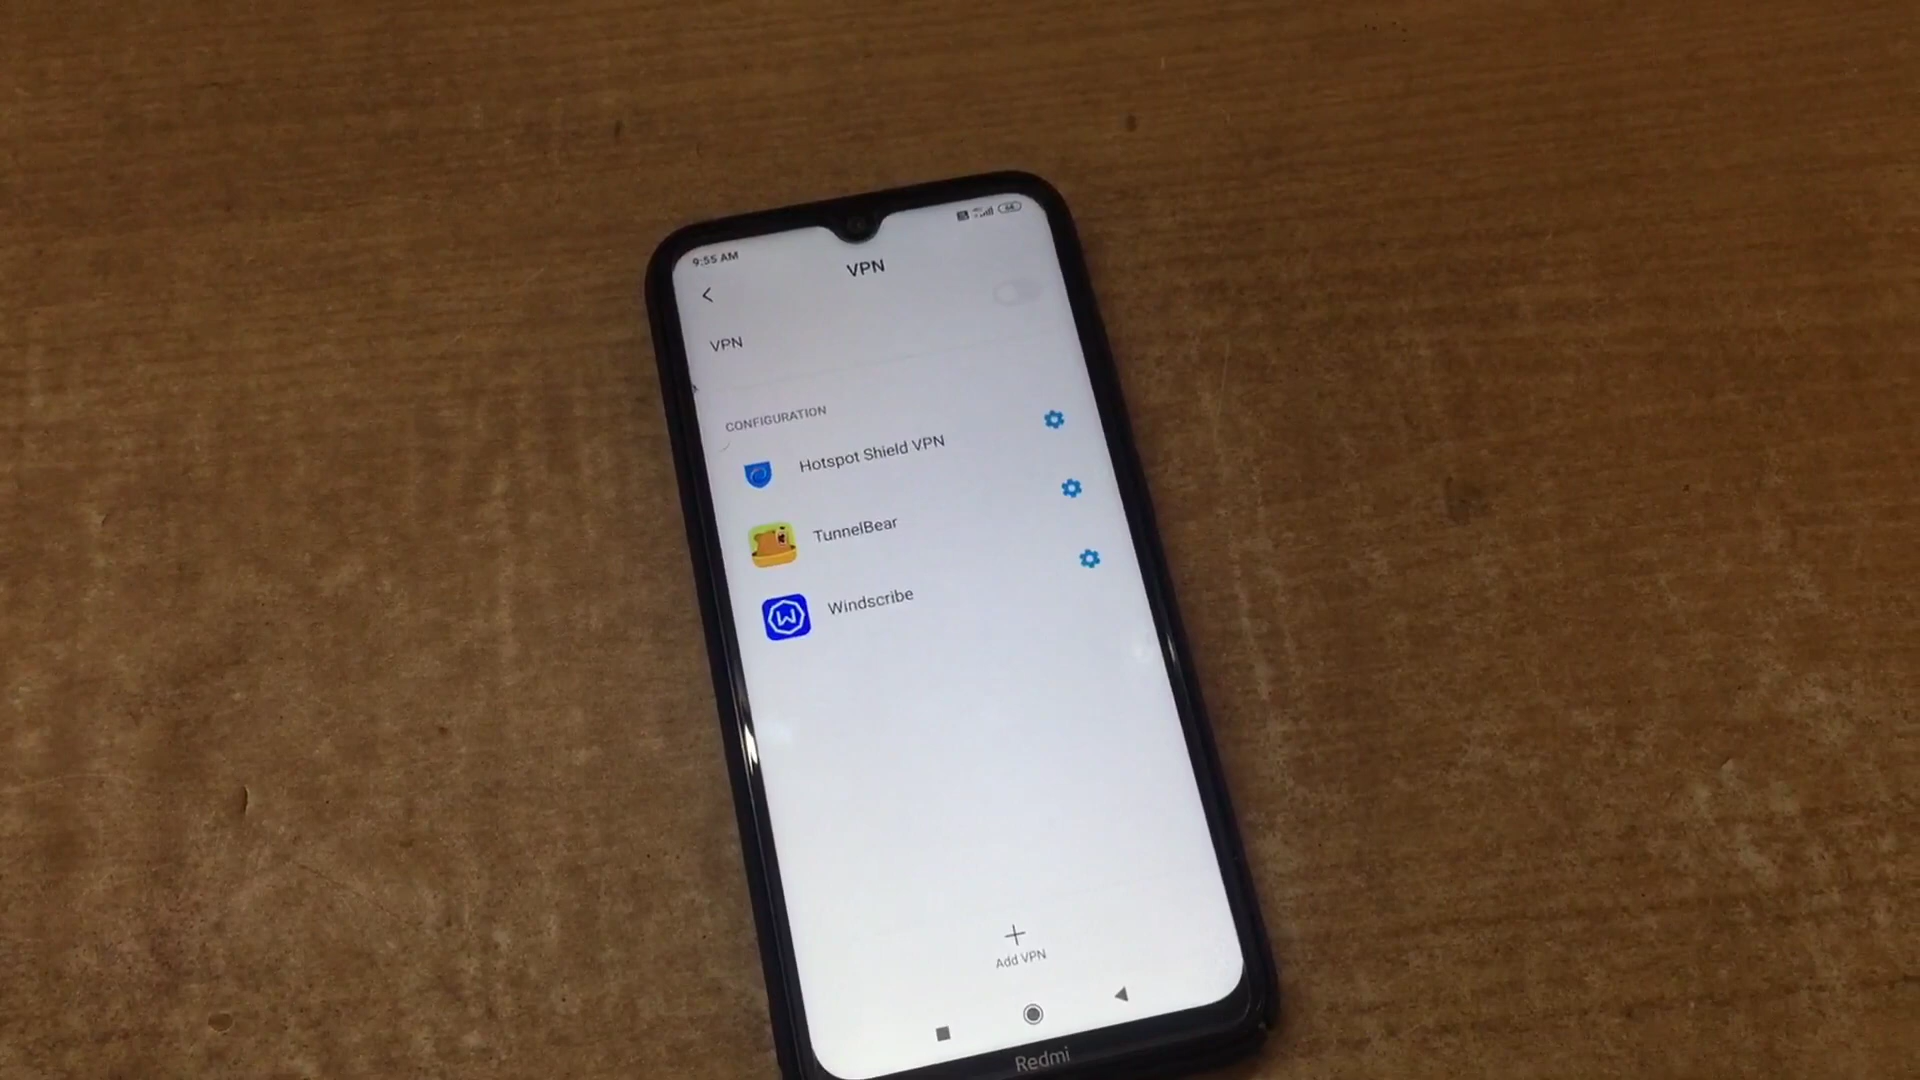 9:55 AM
VPN
VPN
CONFIGURATION
Hotspot Shield VPN
TunnelBear
Windscribe
Add VPN
Redmi